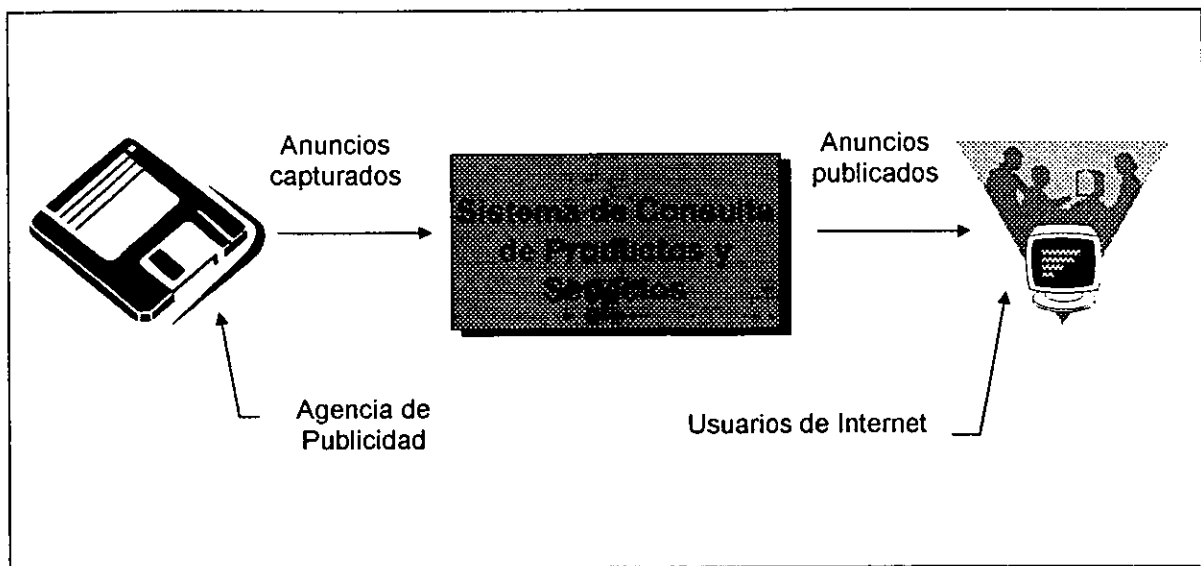 Anuncios
capturados
Sistema de Consulta
de Productos y
Servicios
Anuncios
publicados
Agencia de
Publicidad
Usuarios de Internet